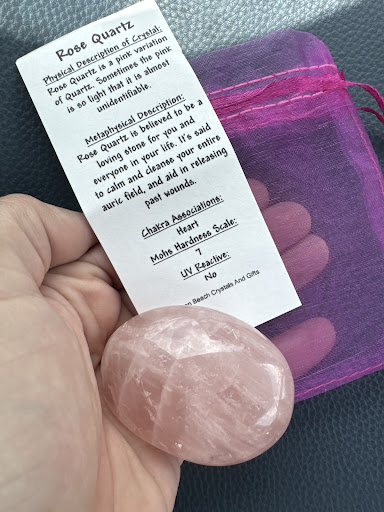 Rose Quartz
Physical Description of Crystal:
Rose Quartz is a pink variation
of Quartz. Sometimes the pink
is so light that it is almost
unidentifiable.
Metaphysical Description:
Rose Quartz is believed to be a
loving stone for you and
everyone in your life. It's said
to calm and cleanse your entire
auric field, and aid in releasing
past wounds.
Chakra Associations:
Heart
Mohs Hardness Scale:
7
UV Reactive:
No
Beach Crystals And Gifts